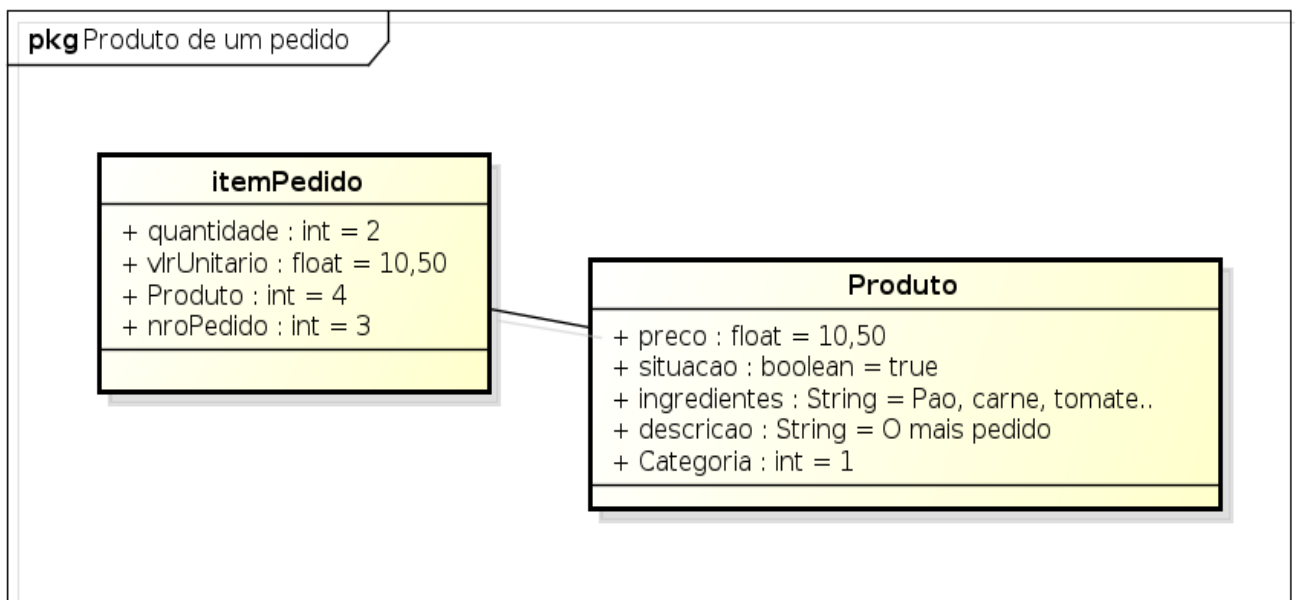 pkg Produto de um pedido
itemPedido
+ quantidade : int = 2
+ vlrUnitario : float = 10,50
+ Produto : int = 4
+ nroPedido : int = 3
Produto
+ preco : float = 10,50
+ situacao : boolean = true
+ ingredientes : String = Pao, carne, tomate..
+ descricao : String = O mais pedido
+ Categoria : int = 1